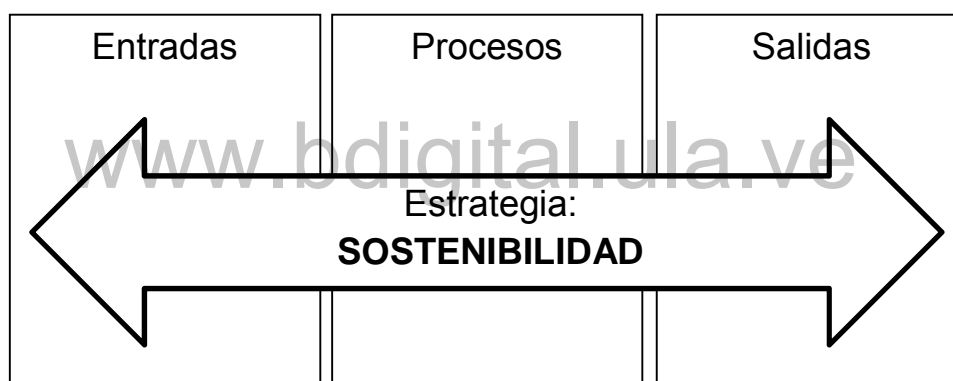 Entradas
Procesos
Salidas
www.bdigital.ula.ve
Estrategia:
SOSTENIBILIDAD